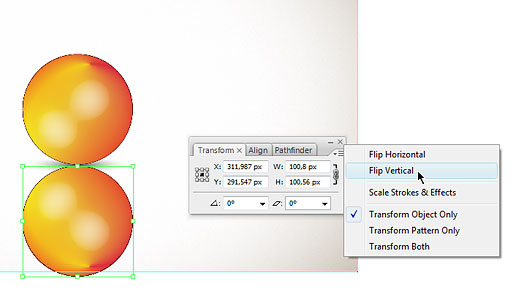 Transform × Align Pathfinder
X: 311,987 px W: 100,8 px
Y: 291,547 px H: 100,56 px
0° 0°
Flip Horizontal
Flip Vertical
Scale Strokes & Effects
Transform Object Only
Transform Pattern Only
Transform Both